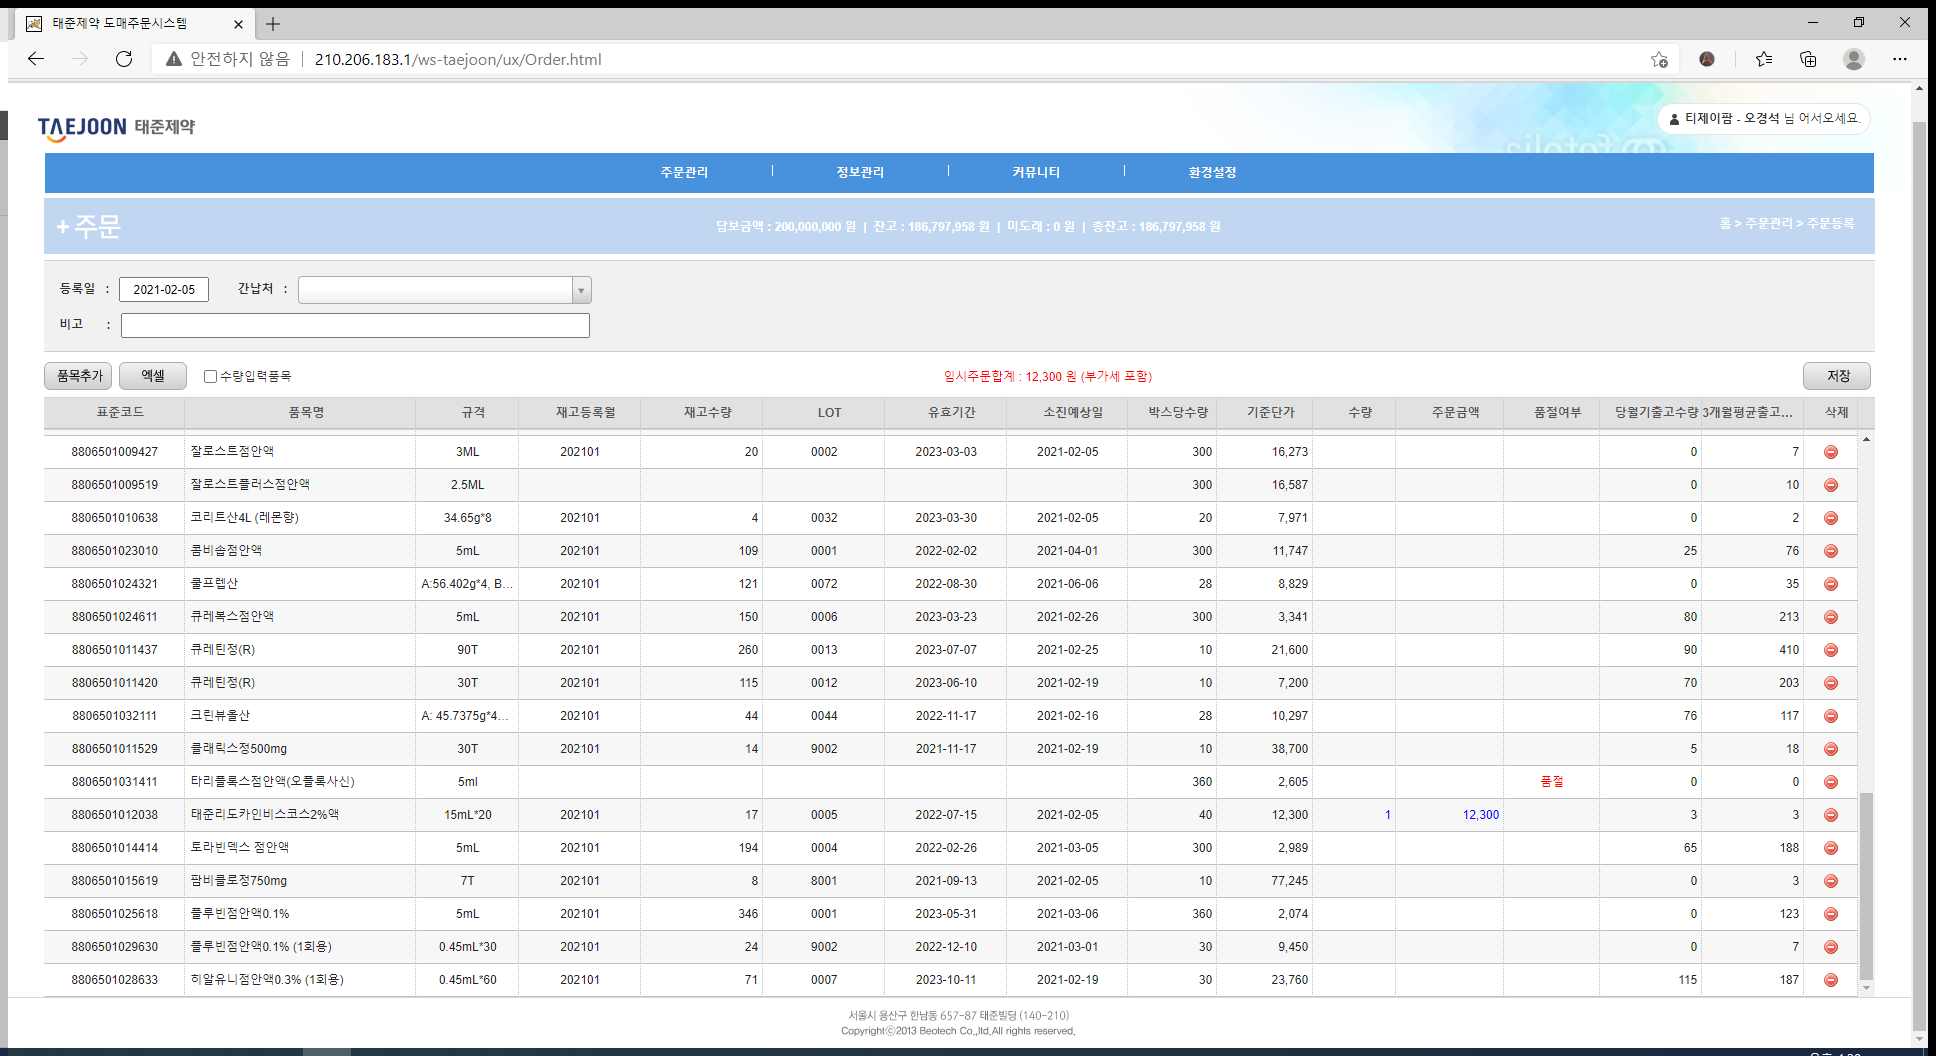 태준제약 도매주문시스템
안전하지 않음 210.206.183.1/ws-taejoon/ux/Order.html
TAEJOON 태준제약
티제이팜 - 오경석 님 어서오세요.
주문관리 | 정보관리 | 커뮤니티 | 환경설정
+ 주문
담보금액 : 200,000,000 원 | 잔고 : 186,797,958 원 | 미도래 : 0 원 | 총잔고 : 186,797,958 원
홈 > 주문관리 > 주문등록
등록일 : 2021-02-05 간납처 :
비고 :
품목추가 엑셀 수량입력품목 임시주문합계 : 12,300 원 (부가세 포함) 저장
표준코드 품목명 규격 재고등록월 재고수량 LOT 유효기간 소진예상일 박스당수량 기준단가 수량 주문금액 품절여부 당월기출고수량 3개월평균출고... 삭제
8806501009427 잘로스트점안액 3ML 202101 20 0002 2023-03-03 2021-02-05 300 16,273 0 7
8806501009519 잘로스트플러스점안액 2.5ML 300 16,587 0 10
8806501010638 코리트산4L (레몬향) 34.65g*8 202101 4 0032 2023-03-30 2021-02-05 20 7,971 0 2
8806501023010 콤비솝점안액 5mL 202101 109 0001 2022-02-02 2021-04-01 300 11,747 25 76
8806501024321 쿨프렙산 A:56.402g*4, B... 202101 121 0072 2022-08-30 2021-06-06 28 8,829 0 35
8806501024611 큐레복스점안액 5mL 202101 150 0006 2023-03-23 2021-02-26 300 3,341 80 213
8806501011437 큐레틴정(R) 90T 202101 260 0013 2023-07-07 2021-02-25 10 21,600 90 410
8806501011420 큐레틴정(R) 30T 202101 115 0012 2023-06-10 2021-02-19 10 7,200 70 203
8806501032111 크린뷰올산 A: 45.7375g*4... 202101 44 0044 2022-11-17 2021-02-16 28 10,297 76 117
8806501011529 클래릭스정500mg 30T 202101 14 9002 2021-11-17 2021-02-19 10 38,700 5 18
8806501031411 타리플록스점안액(오플록사신) 5ml 360 2,605 품절 0 0
8806501012038 태준리도카인비스코스2%액 15mL*20 202101 17 0005 2022-07-15 2021-02-05 40 12,300 1 12,300 3 3
8806501014414 토라빈덱스 점안액 5mL 202101 194 0004 2022-02-26 2021-03-05 300 2,989 65 188
8806501015619 팜비클로정750mg 7T 202101 8 8001 2021-09-13 2021-02-05 10 77,245 0 3
8806501025618 플루빈점안액0.1% 5mL 202101 346 0001 2023-05-31 2021-03-06 360 2,074 0 123
8806501029630 플루빈점안액0.1% (1회용) 0.45mL*30 202101 24 9002 2022-12-10 2021-03-01 30 9,450 0 7
8806501028633 히알유니점안액0.3% (1회용) 0.45mL*60 202101 71 0007 2023-10-11 2021-02-19 30 23,760 115 187
서울시 용산구 한남동 657-87 태준빌딩 (140-210)
Copyrightⓒ2013 Beotech Co.,ltd.All rights reserved.